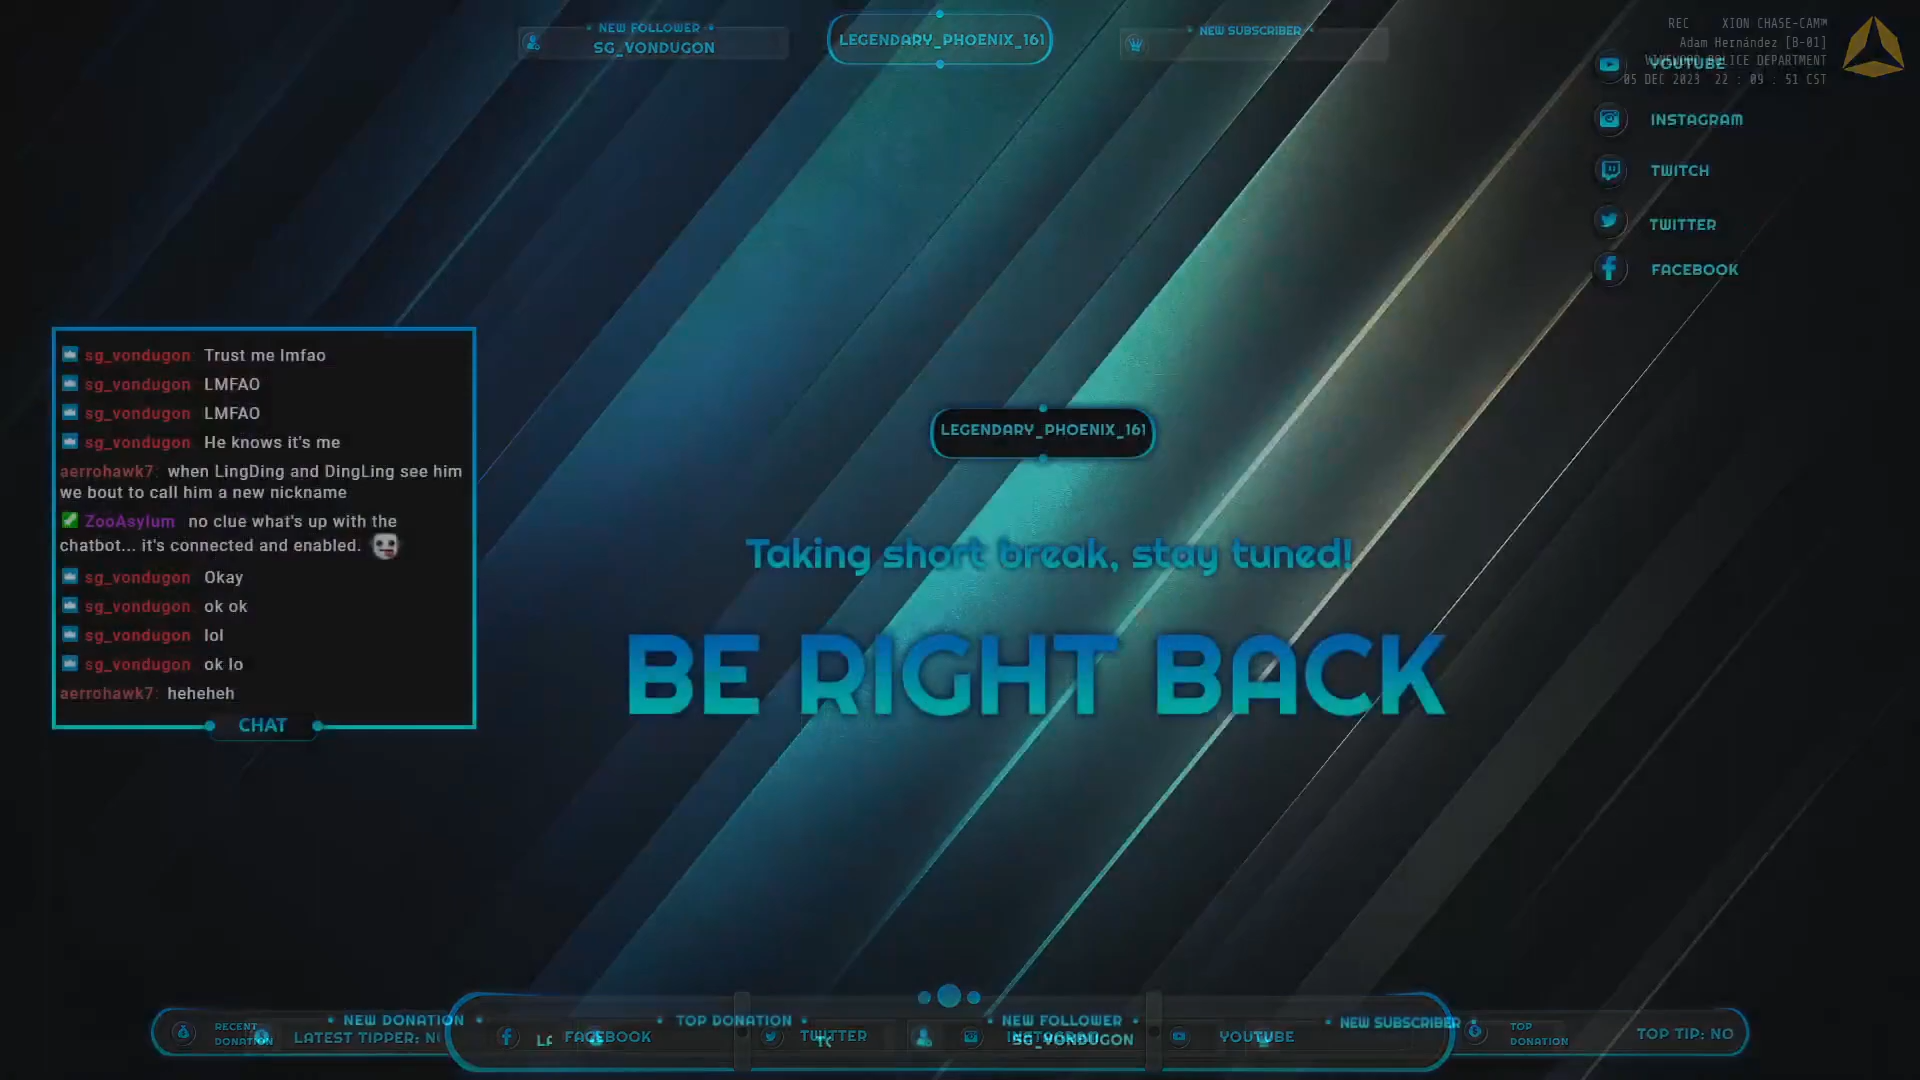 NEW FOLLOWER
SG_VONDUGON
LEGENDARY_PHOENIX_161
NEW SUBSCRIBER
REC XION CHASE-CAM™
Adam Hernández [B-01]
VINEWOOD POLICE DEPARTMENT
YOUTUBE
05 DEC 2023 22 : 09 : 51 CST
INSTAGRAM
TWITCH
TWITTER
FACEBOOK
sg_vondugon: Trust me lmfao
sg_vondugon: LMFAO
sg_vondugon: LMFAO
sg_vondugon: He knows it's me
aerrohawk7: when LingDing and DingLing see him
we bout to call him a new nickname
ZooAsylum: no clue what's up with the
chatbot... it's connected and enabled.
sg_vondugon: Okay
sg_vondugon: ok ok
sg_vondugon: lol
sg_vondugon: ok lo
aerrohawk7: heheheh
CHAT
LEGENDARY_PHOENIX_161
Taking short break, stay tuned!
BE RIGHT BACK
RECENT
DONATION
NEW DONATION
LATEST TIPPER:
FACEBOOK
TOP DONATION
TWITTER
NEW FOLLOWER
INSTAGRAM
SG_VONDUGON
YOUTUBE
NEW SUBSCRIBER
TOP
DONATION
TOP TIP: NO